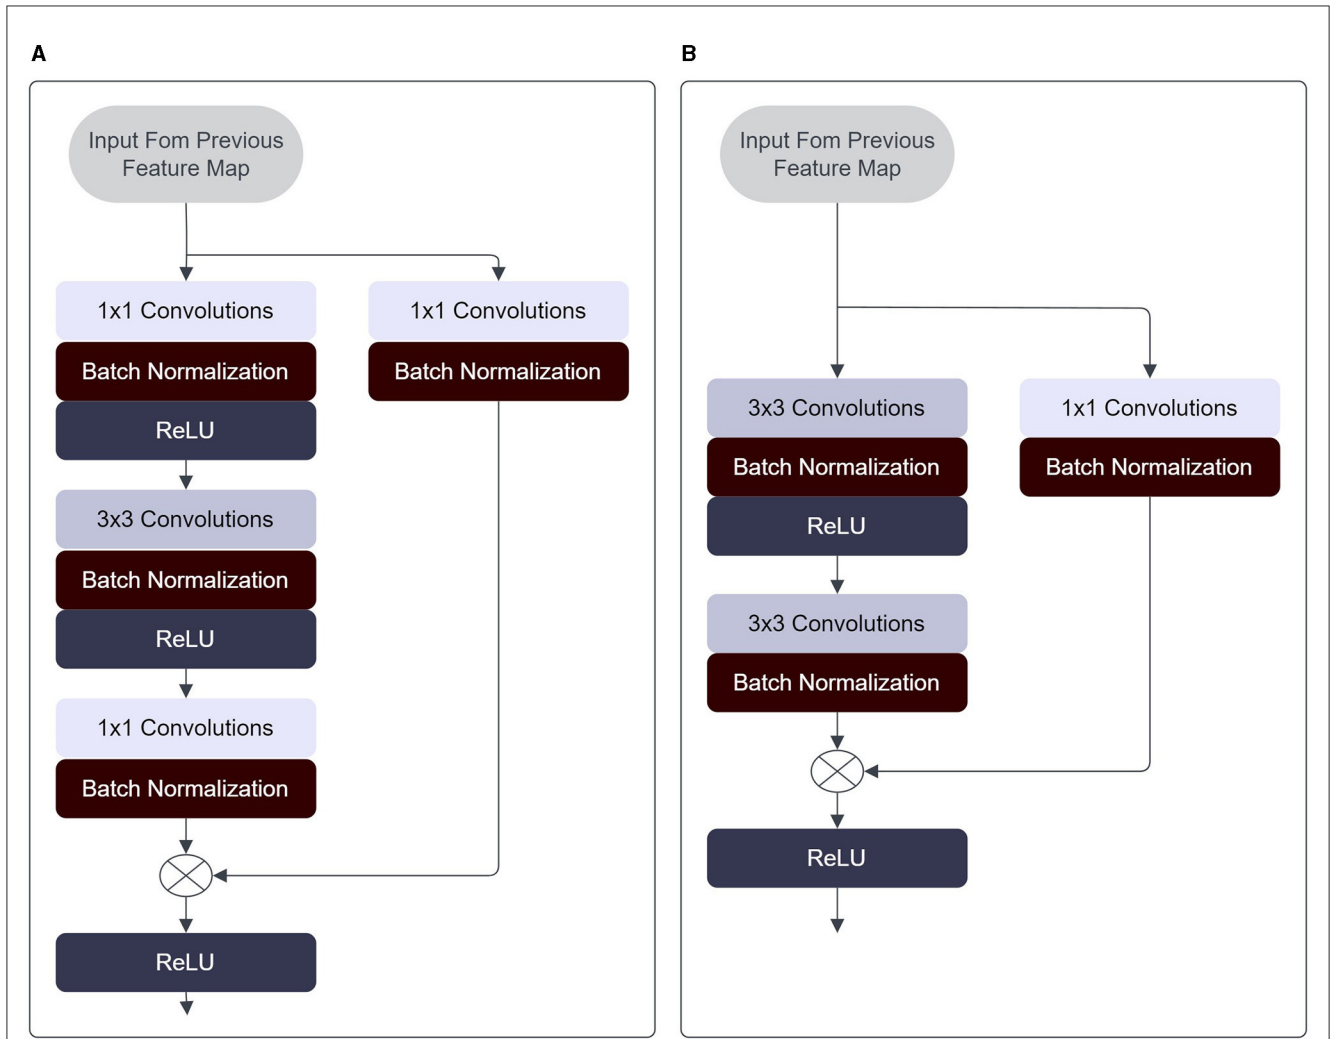 A
Input Fom Previous
Feature Map
1x1 Convolutions
Batch Normalization
ReLU
3x3 Convolutions
Batch Normalization
ReLU
1x1 Convolutions
Batch Normalization
ReLU
1x1 Convolutions
Batch Normalization
B
Input Fom Previous
Feature Map
3x3 Convolutions
Batch Normalization
ReLU
3x3 Convolutions
Batch Normalization
ReLU
1x1 Convolutions
Batch Normalization